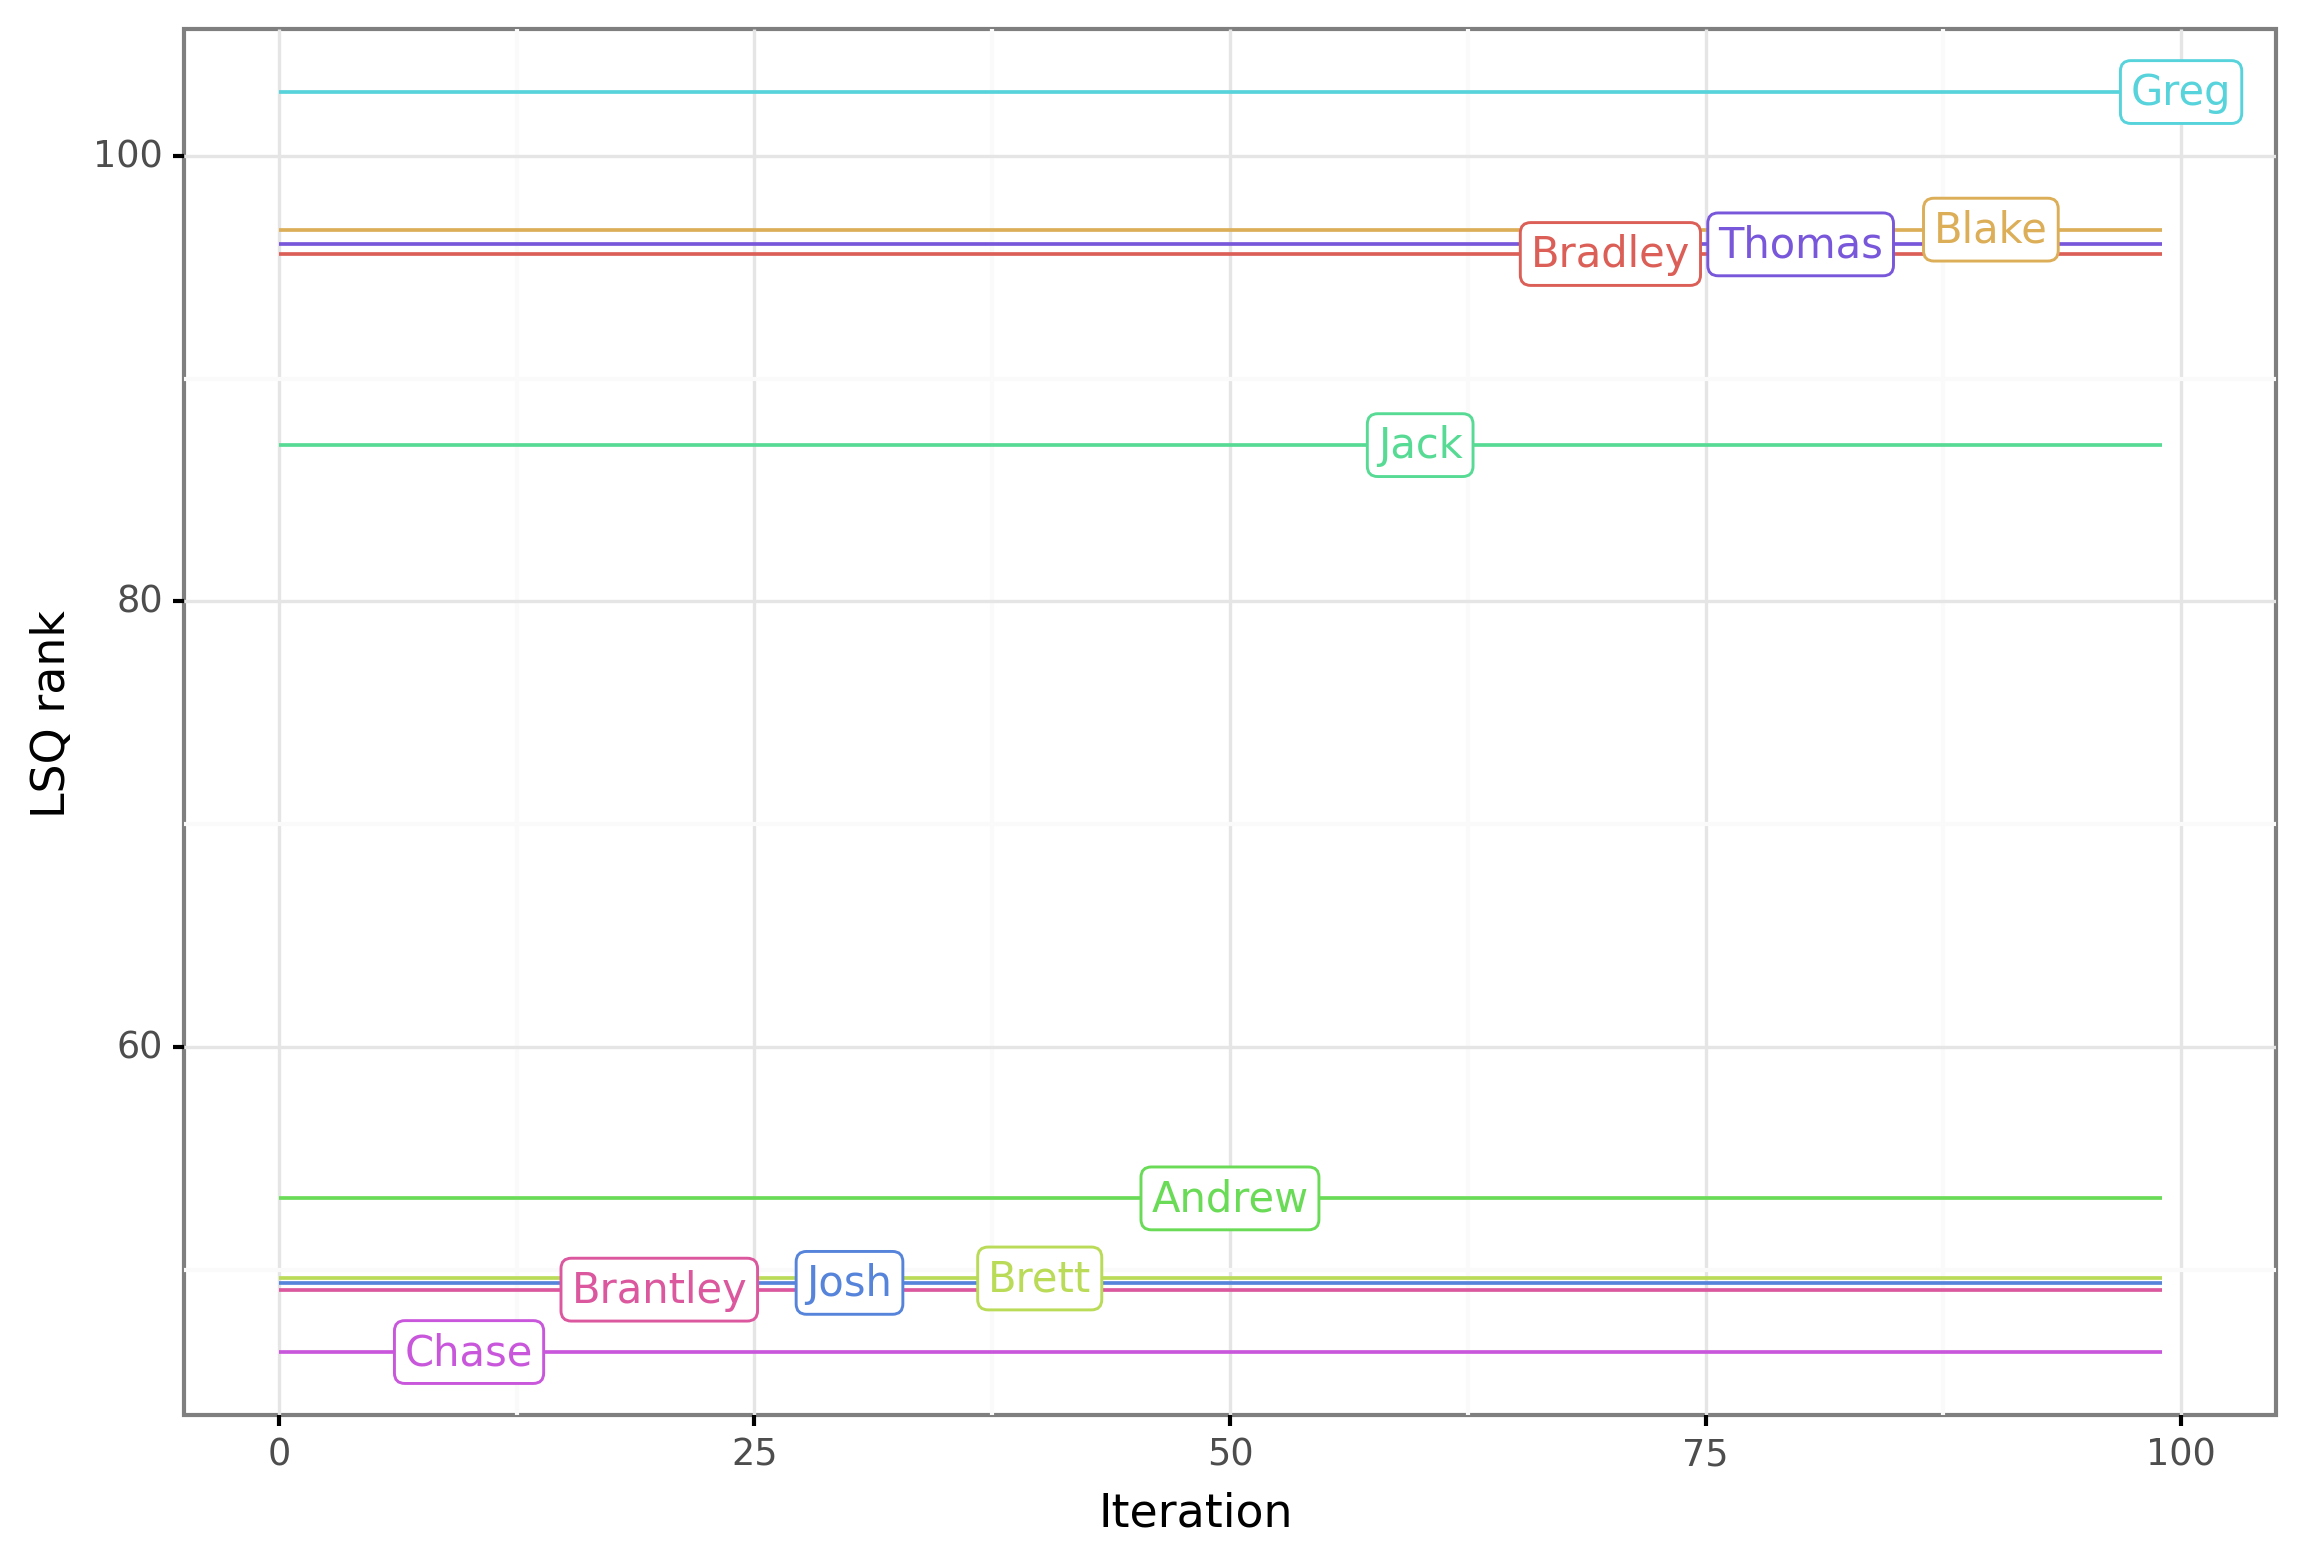 Greg
100
Blake
Thomas
Bradley
Jack
80
LSQ rank
60
Andrew
Brett
Josh
Brantley
Chase
0 25 50 75 100
Iteration